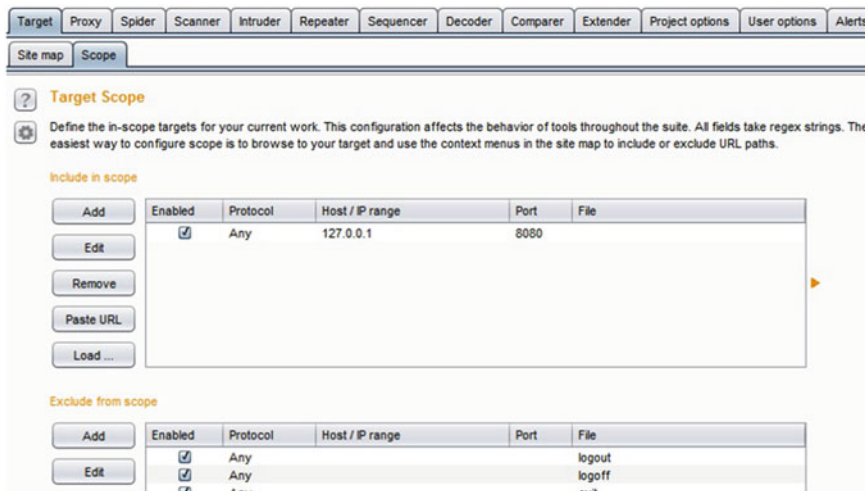 Target Proxy Spider Scanner Intruder Repeater Sequencer Decoder Comparer Extender Project options User options Alerts
Site map Scope
? Target Scope
Define the in-scope targets for your current work. This configuration affects the behavior of tools throughout the suite. All fields take regex strings. The
easiest way to configure scope is to browse to your target and use the context menus in the site map to include or exclude URL paths.
Include in scope
Add Enabled Protocol Host / IP range Port File
Any 127.0.0.1 8080
Edit
Remove
Paste URL
Load ...
Exclude from scope
Add Enabled Protocol Host / IP range Port File
Any logout
Edit Any logoff